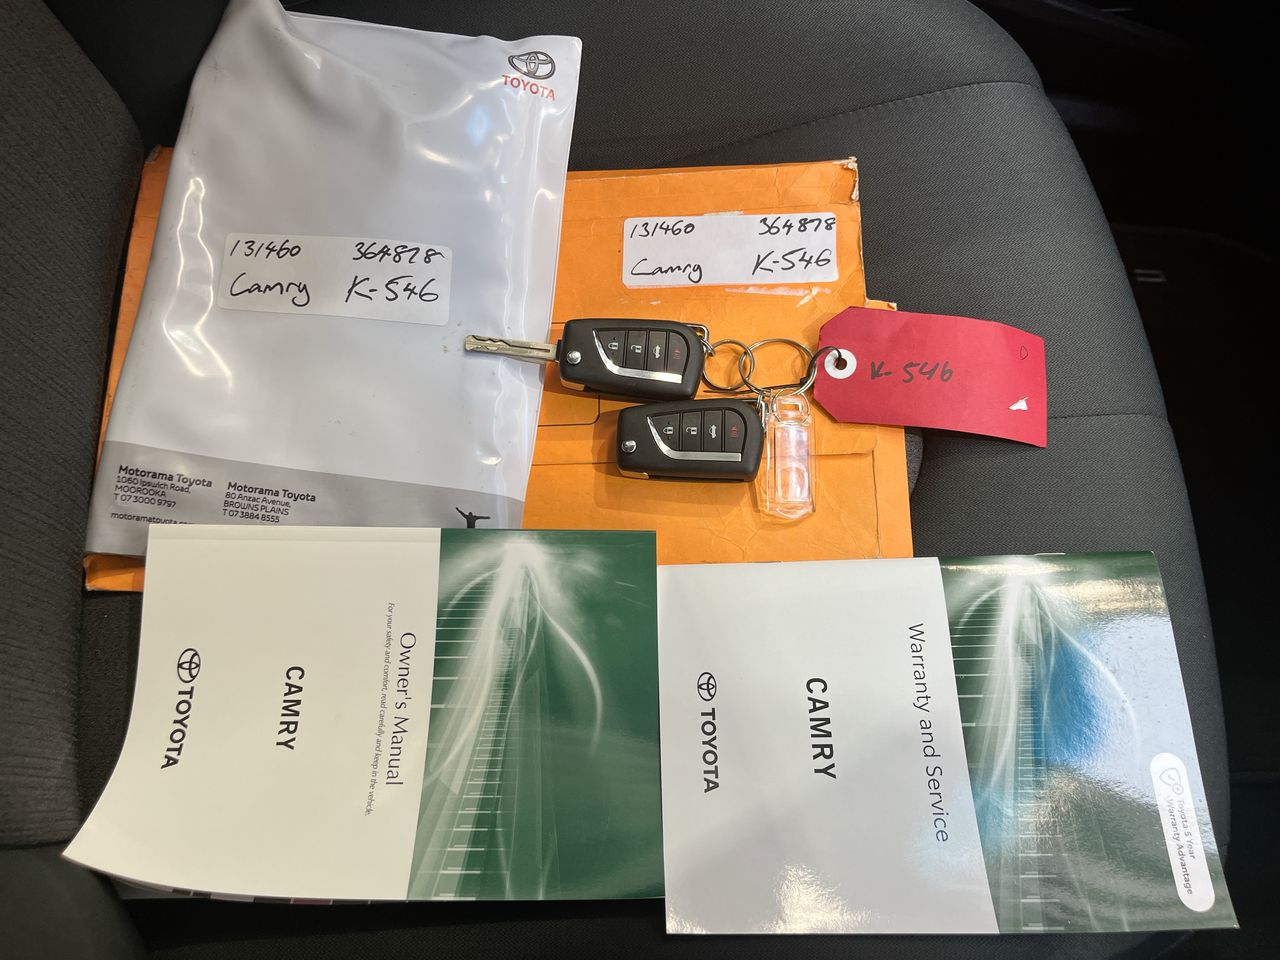 TOYOTA
131460 364878
Camry K-546
131460 364878
Camry K-546
K-546
Motorama Toyota
1060 Ipswich Road,
MOOROOKA
T 07 3000 9797
Motorama Toyota
80 Anzac Avenue,
BROWNS PLAINS
T 07 3884 8555
Owner's Manual
For your safety and comfort, read carefully and keep in the vehicle.
CAMRY
TOYOTA
Warranty and Service
CAMRY
TOYOTA
Toyota 5 Year
Warranty Advantage